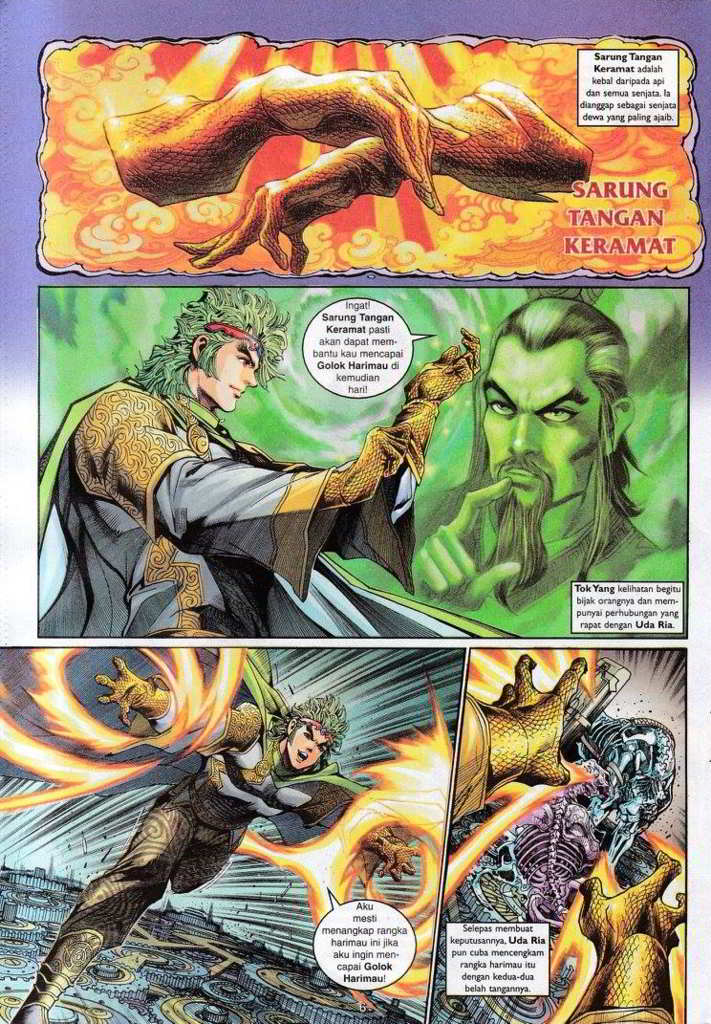 Sarung Tangan
Keramat adalah
kebal daripada api
dan semua senjata. Ia
dianggap sebagai senjata
dewa yang paling ajaib.
SARUNG
TANGAN
KERAMAT
Ingat!
Sarung Tangan
Keramat pasti
akan dapat mem-
bantu kau mencapai
Golok Harimau di
kemudian
hari!
Tok Yang kelihatan begitu
bijak orangnya dan mem-
punyai perhubungan yang
rapat dengan Uda Ria.
Aku
mesti
menangkap rangka
harimau ini jika
aku ingin men-
capai Golok
Harimau!
Selepas membuat
keputusannya, Uda Ria
pun cuba mencengkam
rangka harimau itu
dengan kedua-dua
belah tangannya.